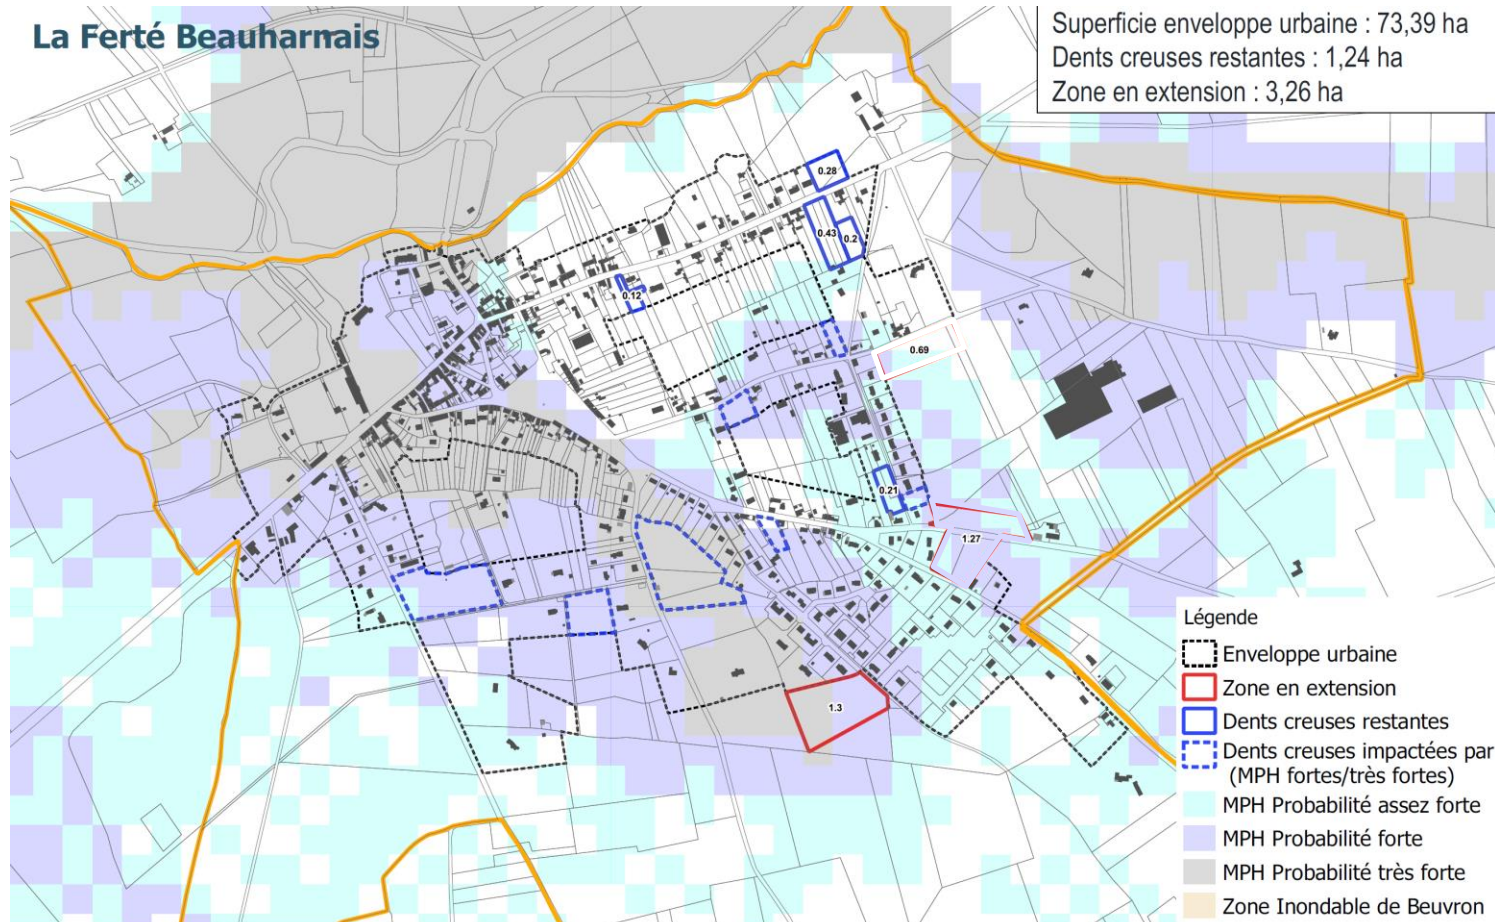 La Ferté Beauharnais
Superficie enveloppe urbaine : 73,39 ha
Dents creuses restantes : 1,24 ha
Zone en extension : 3,26 ha
0.28
0.43
0.2
0.12
0.69
0.21
1.27
1.3
Légende
Enveloppe urbaine
Zone en extension
Dents creuses restantes
Dents creuses impactées par
(MPH fortes/très fortes)
MPH Probabilité assez forte
MPH Probabilité forte
MPH Probabilité très forte
Zone Inondable de Beuvron